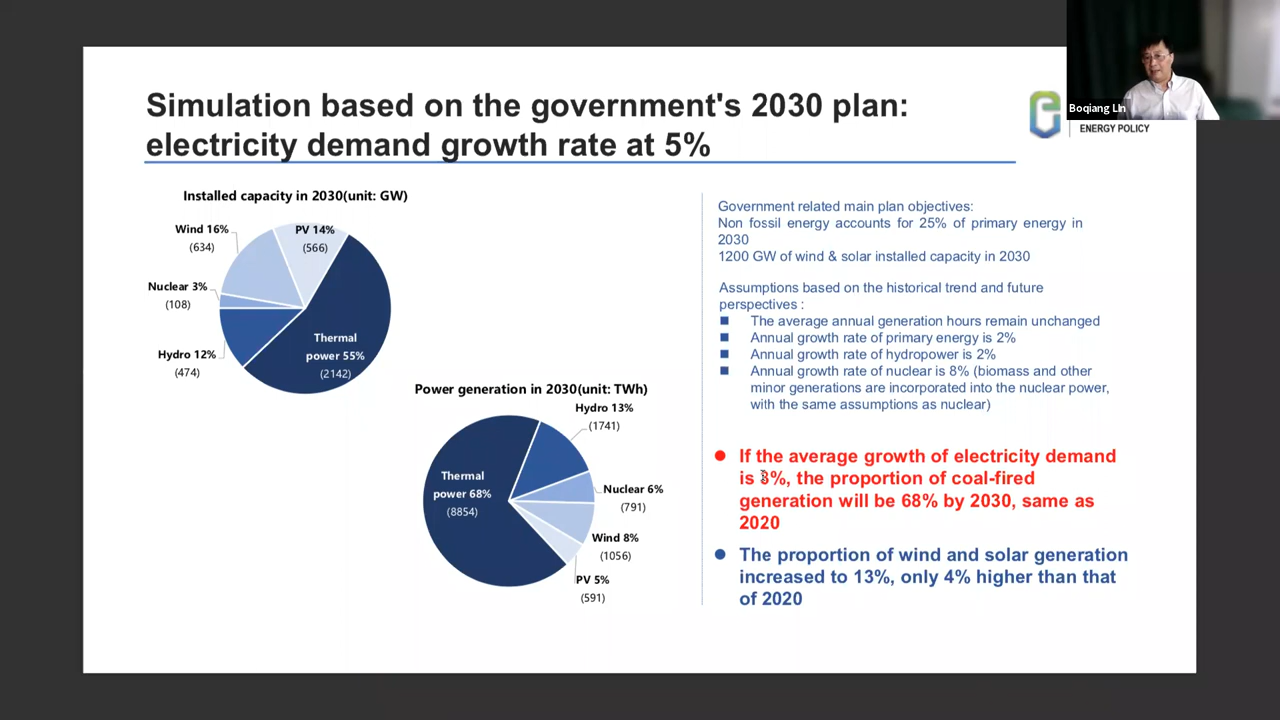 Simulation based on the government's 2030 plan:
electricity demand growth rate at 5%
Boqiang Lin
ENERGY POLICY
Installed capacity in 2030(unit: GW)
Wind 16%
(634)
PV 14%
(566)
Nuclear 3%
(108)
Hydro 12%
(474)
Thermal
power 55%
(2142)
Power generation in 2030(unit: TWh)
Hydro 13%
(1741)
Thermal
power 68%
(8854)
Nuclear 6%
(791)
Wind 8%
(1056)
PV 5%
(591)
Government related main plan objectives:
Non fossil energy accounts for 25% of primary energy in
2030
1200 GW of wind & solar installed capacity in 2030
Assumptions based on the historical trend and future
perspectives :
The average annual generation hours remain unchanged
Annual growth rate of primary energy is 2%
Annual growth rate of hydropower is 2%
Annual growth rate of nuclear is 8% (biomass and other
minor generations are incorporated into the nuclear power,
with the same assumptions as nuclear)
If the average growth of electricity demand
is the proportion of coal-fired
generation will be 68% by 2030, same as
2020
The proportion of wind and solar generation
increased to 13%, only 4% higher than that
of 2020